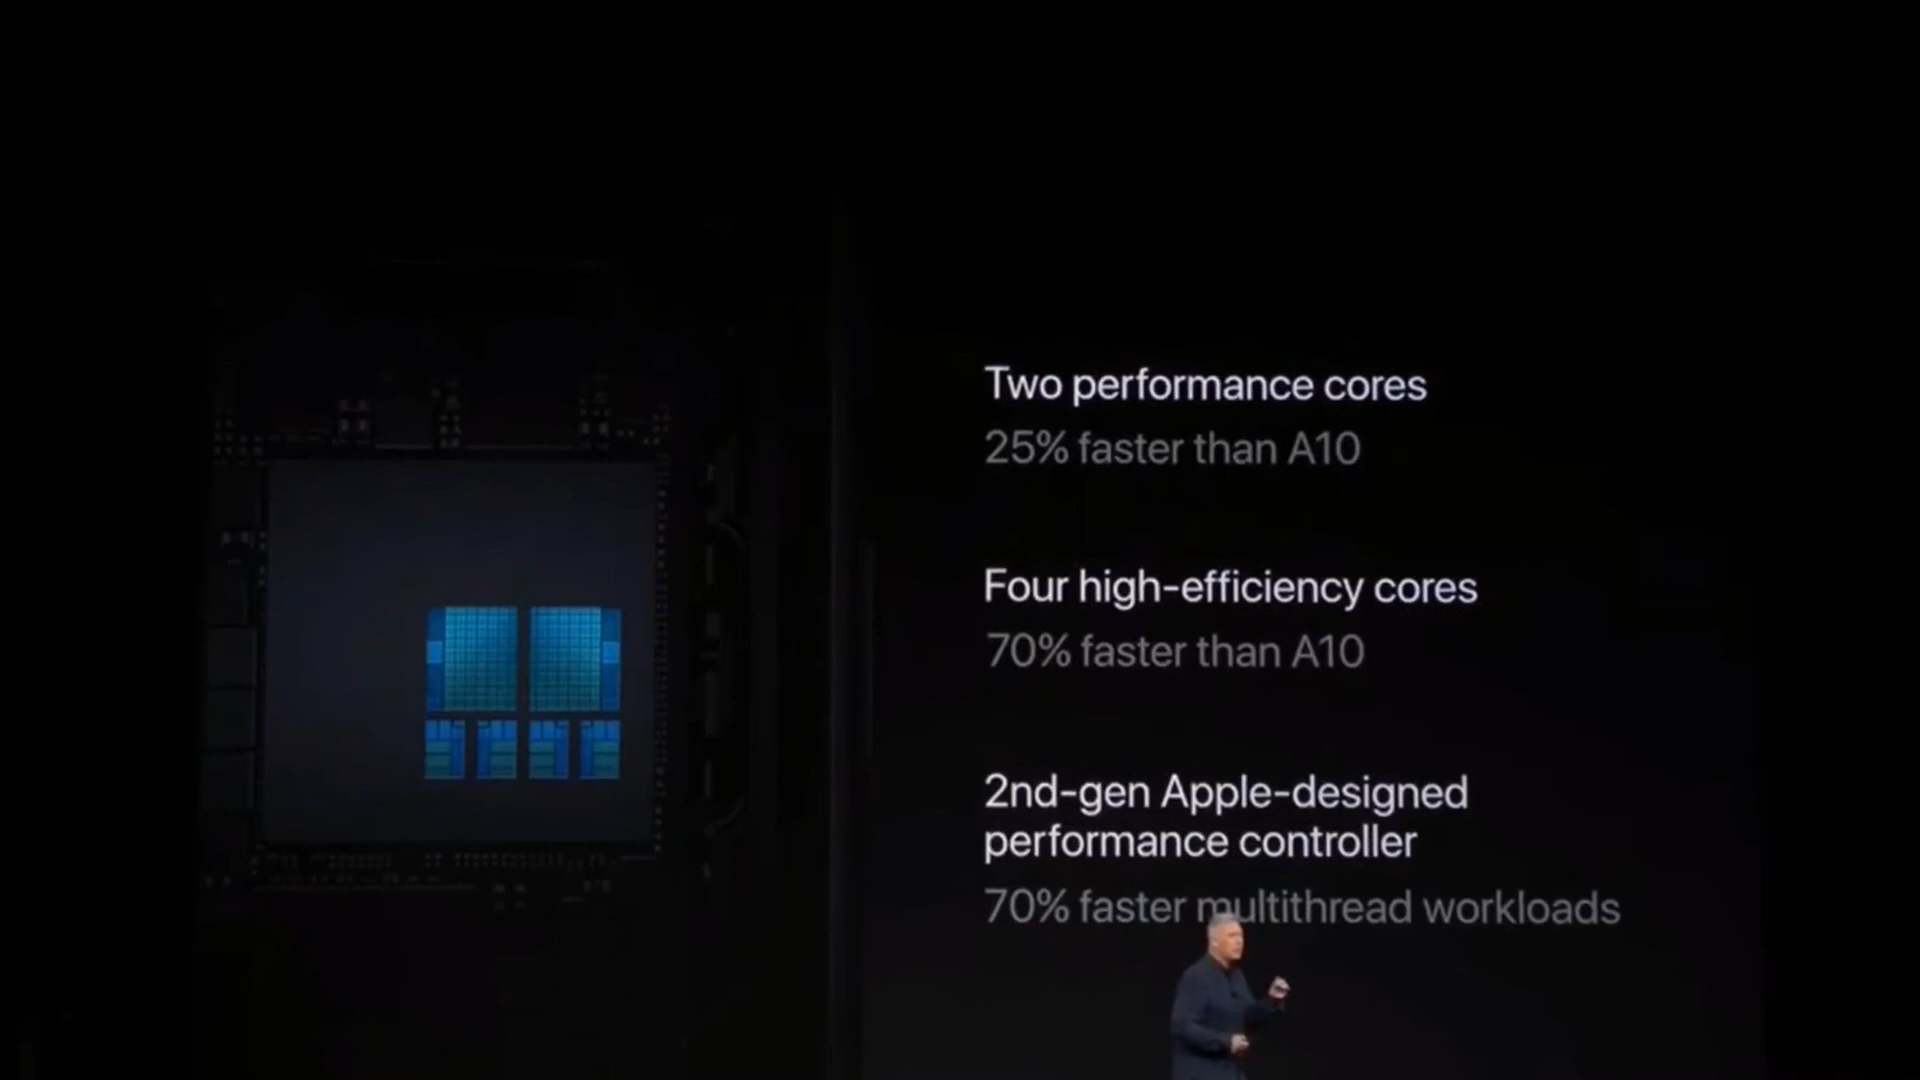 Two performance cores
25% faster than A10
Four high-efficiency cores
70% faster than A10
2nd-gen Apple-designed
performance controller
70% faster multithread workloads